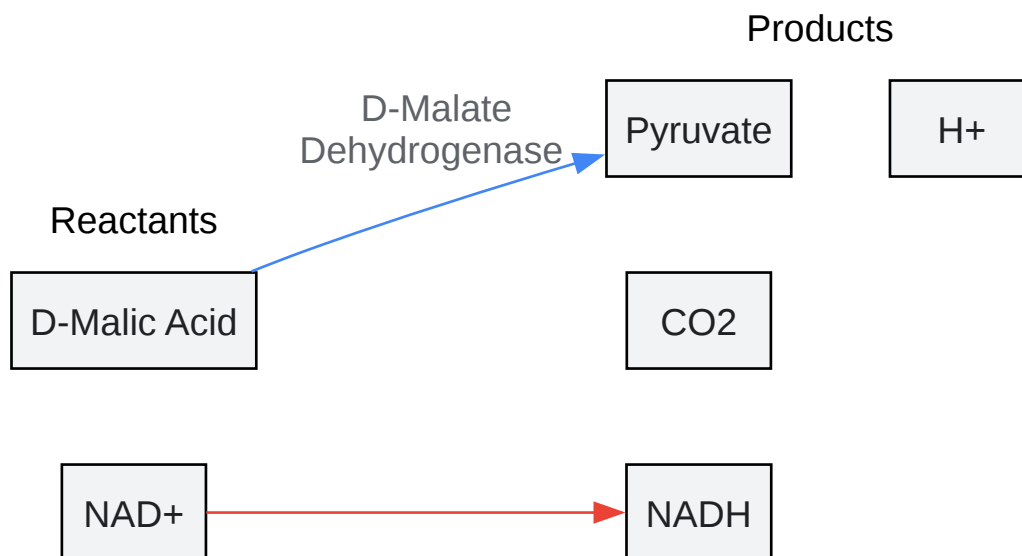 Products
D-Malate
Dehydrogenase
Pyruvate
H+
Reactants
D-Malic Acid
CO2
NAD+
NADH